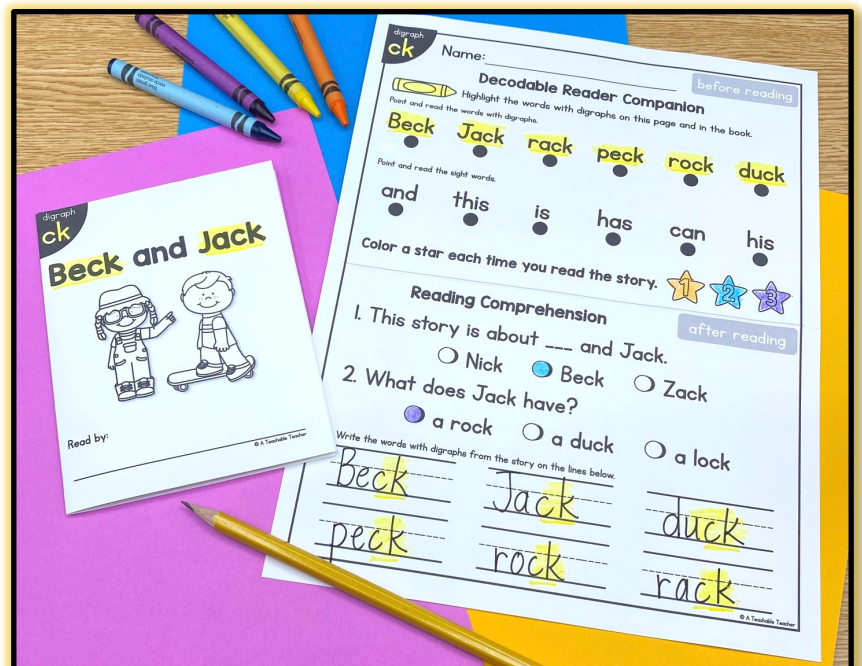 digraph
ck
Beck and Jack
Read by:
© A Teachable Teacher
digraph
ck
Name:
before reading
Decodable Reader Companion
Highlight the words with digraphs on this page and in the book.
Point and read the words with digraphs.
Beck Jack rack peck rock duck
Point and read the sight words.
and this is has can his
Color a star each time you read the story. 1 2 3
Reading Comprehension
after reading
1. This story is about ___ and Jack.
Nick Beck Zack
2. What does Jack have?
a rock a duck a lock
Write the words with digraphs from the story on the lines below.
Beck Jack duck
peck rock rack
© A Teachable Teacher